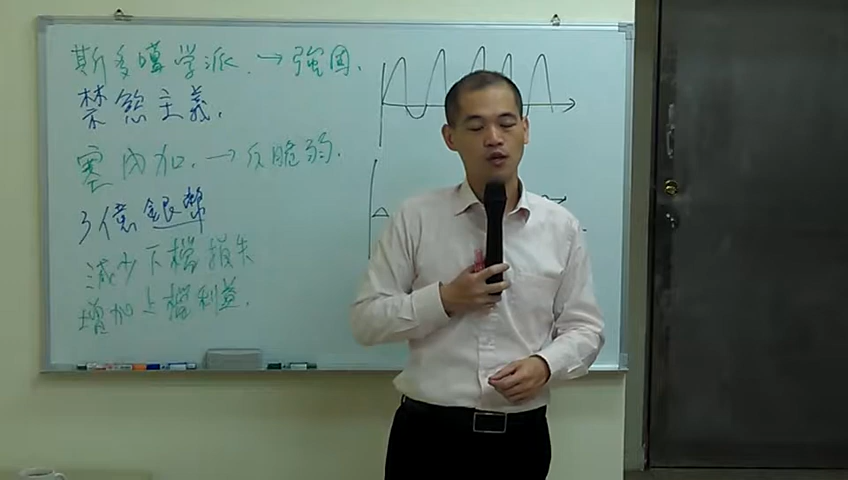 斯多噶学派.→強固.
禁慾主義.
塞內加.→反脆弱.
3億銀幣
減少下檔損失
增加上檔利益.